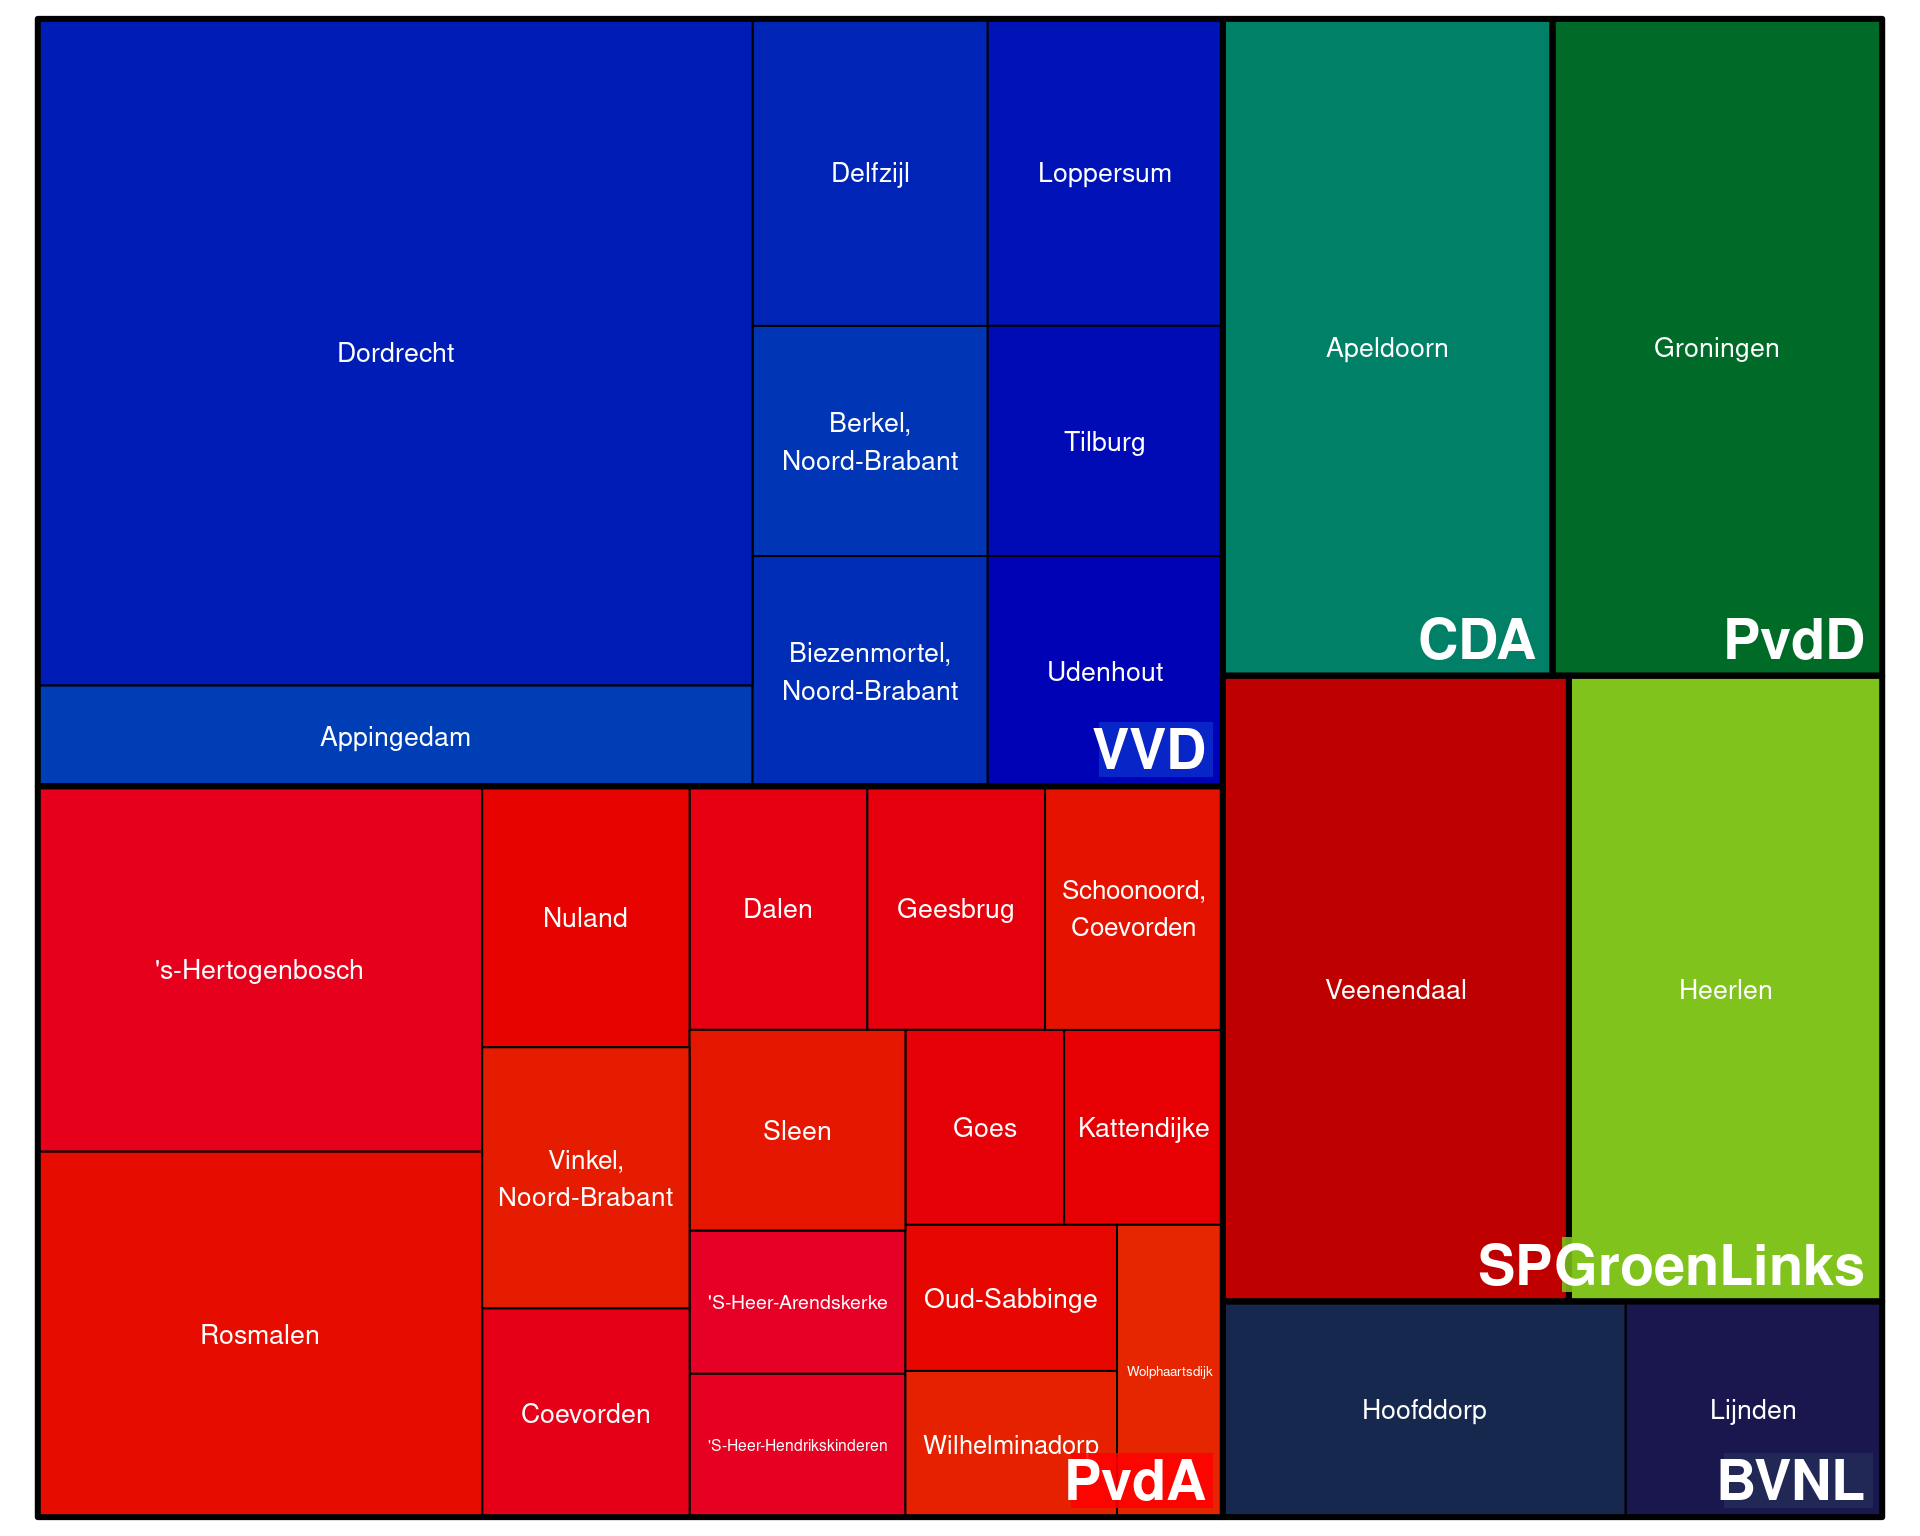 Dordrecht
Appingedam
Delfzijl
Loppersum
Berkel,
Noord-Brabant
Tilburg
Biezenmortel,
Noord-Brabant
Udenhout
VVD
Apeldoorn
CDA
Groningen
PvdD
's-Hertogenbosch
Rosmalen
Nuland
Vinkel,
Noord-Brabant
Coevorden
Dalen
Geesbrug
Schoonoord,
Coevorden
Sleen
Goes
Kattendijke
'S-Heer-Arendskerke
'S-Heer-Hendrikskinderen
Oud-Sabbinge
Wilhelminadorp
Wolphaartsdijk
PvdA
Veenendaal
SP
Heerlen
GroenLinks
Hoofddorp
Lijnden
BVNL